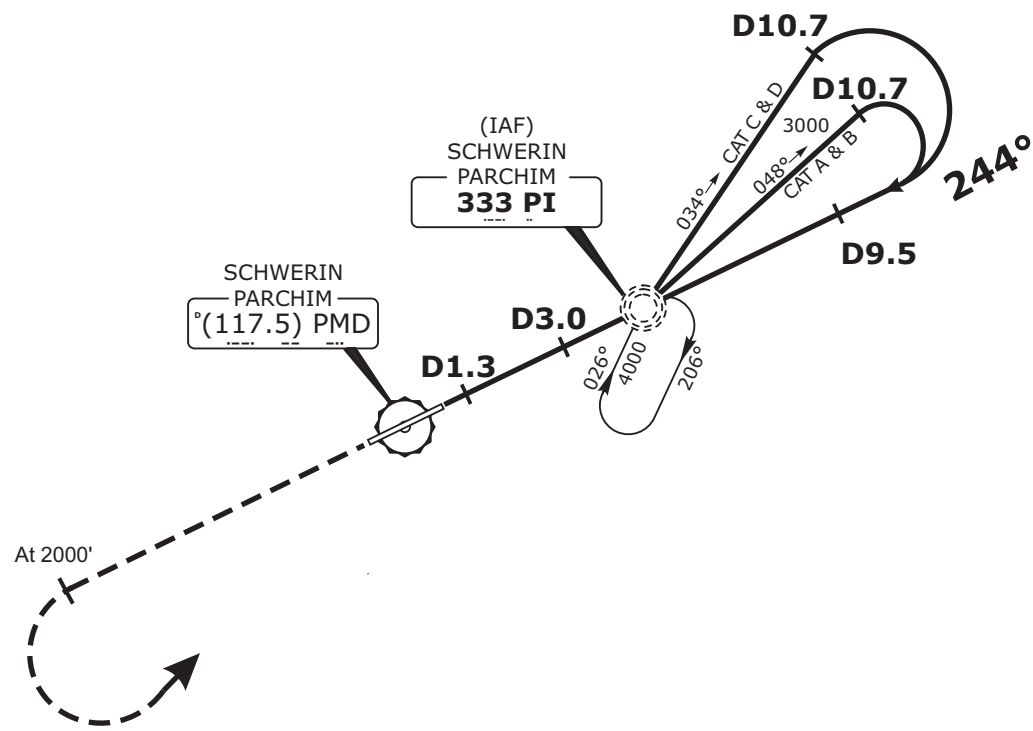 D10.7
D10.7
(IAF)
SCHWERIN
PARCHIM
333 PI
034°→ CAT C & D
3000
048°→
CAT A & B
244°
D9.5
SCHWERIN
PARCHIM
D(117.5) PMD
D3.0
D1.3
026°
4000
206°
At 2000'